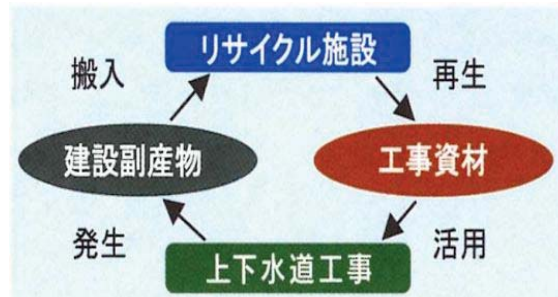 リサイクル施設
搬入
再生
建設副産物
工事資材
発生
活用
上下水道工事